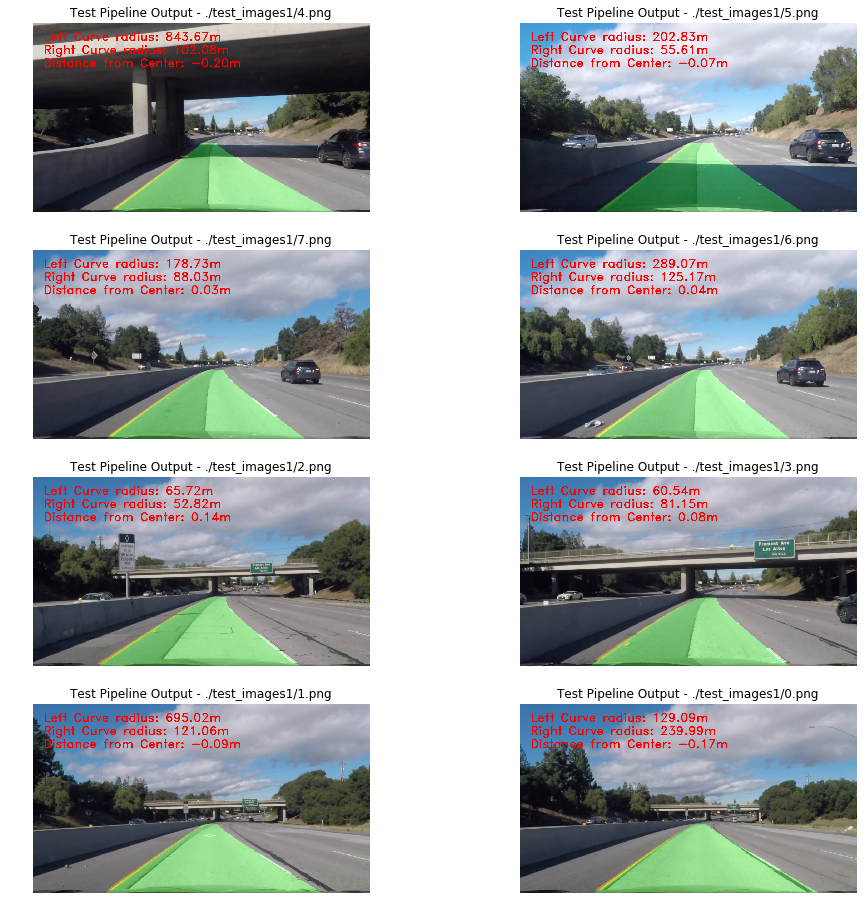 Test Pipeline Output - ./test_images1/4.png
Left Curve radius: 843.67m
Right Curve radius: 102.08m
Distance from Center: -0.20m
Test Pipeline Output - ./test_images1/5.png
Left Curve radius: 202.83m
Right Curve radius: 55.61m
Distance from Center: -0.07m
Test Pipeline Output - ./test_images1/7.png
Left Curve radius: 178.73m
Right Curve radius: 88.03m
Distance from Center: 0.03m
Test Pipeline Output - ./test_images1/6.png
Left Curve radius: 289.07m
Right Curve radius: 125.17m
Distance from Center: 0.04m
Test Pipeline Output - ./test_images1/2.png
Left Curve radius: 65.72m
Right Curve radius: 52.82m
Distance from Center: 0.14m
Test Pipeline Output - ./test_images1/3.png
Left Curve radius: 60.54m
Right Curve radius: 81.15m
Distance from Center: 0.08m
Fremont Ave
Los Altos
Test Pipeline Output - ./test_images1/1.png
Left Curve radius: 695.02m
Right Curve radius: 121.06m
Distance from Center: -0.09m
Test Pipeline Output - ./test_images1/0.png
Left Curve radius: 129.09m
Right Curve radius: 239.99m
Distance from Center: -0.17m